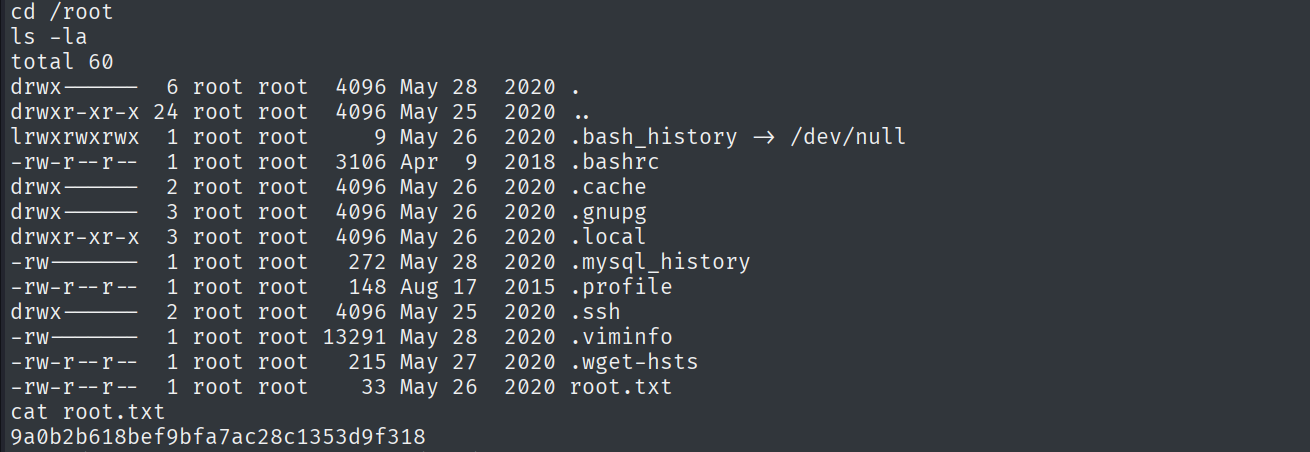 cd /root
ls -la
total 60
drwx------  6 root root  4096 May 28  2020 .
drwxr-xr-x 24 root root  4096 May 25  2020 ..
lrwxrwxrwx  1 root root     9 May 26  2020 .bash_history -> /dev/null
-rw-r--r--  1 root root  3106 Apr  9  2018 .bashrc
drwx------  2 root root  4096 May 26  2020 .cache
drwx------  3 root root  4096 May 26  2020 .gnupg
drwxr-xr-x  3 root root  4096 May 26  2020 .local
-rw-------  1 root root   272 May 28  2020 .mysql_history
-rw-r--r--  1 root root   148 Aug 17  2015 .profile
drwx------  2 root root  4096 May 25  2020 .ssh
-rw-------  1 root root 13291 May 28  2020 .viminfo
-rw-r--r--  1 root root   215 May 27  2020 .wget-hsts
-rw-r--r--  1 root root    33 May 26  2020 root.txt
cat root.txt
9a0b2b618bef9bfa7ac28c1353d9f318